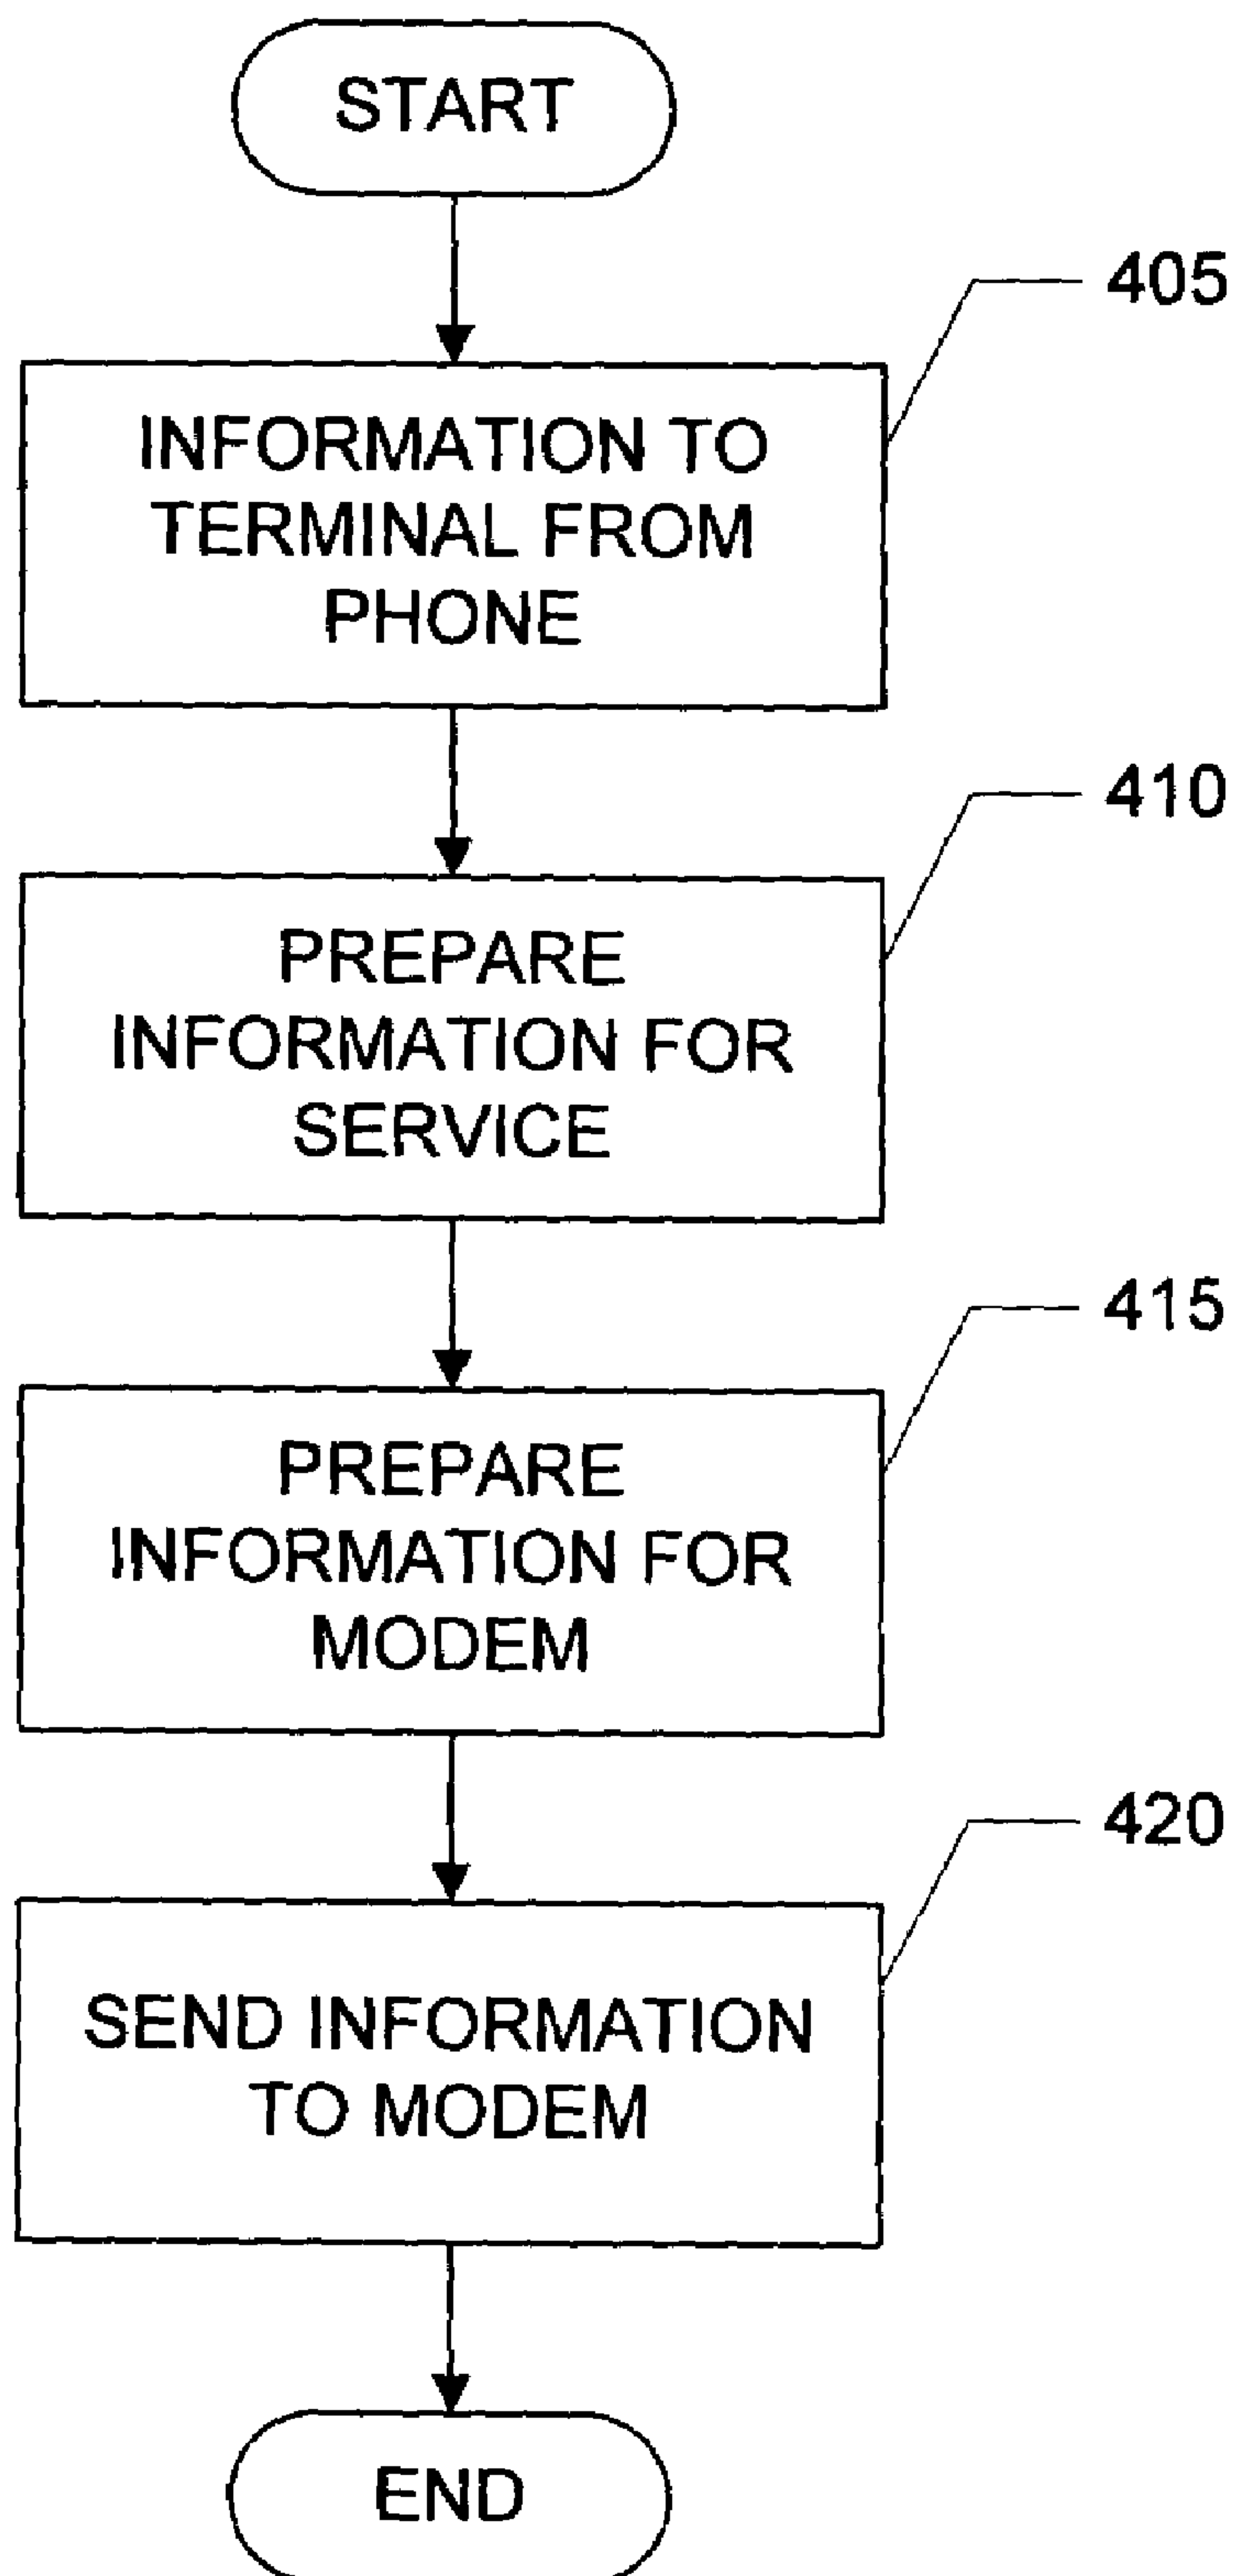 START
405
INFORMATION TO
TERMINAL FROM
PHONE
410
PREPARE
INFORMATION FOR
SERVICE
415
PREPARE
INFORMATION FOR
MODEM
420
SEND INFORMATION
TO MODEM
END